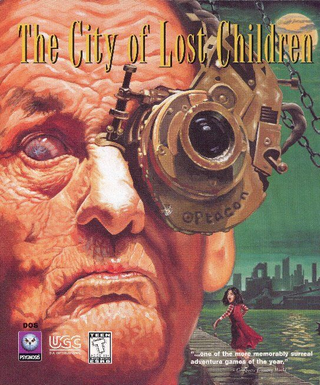 The City of Lost Children
Optacon
DOS
PSYGNOSIS
UGC
TEEN
T
ESRB
"...one of the more memorably surreal
adventure games of the year."